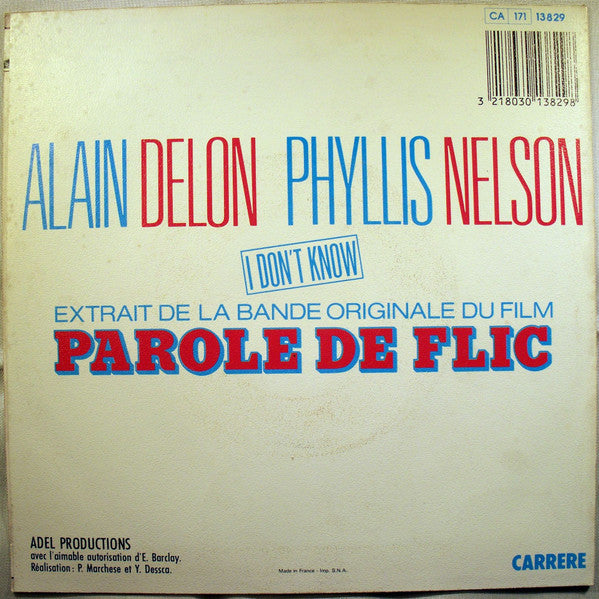 CA 171 13829
3 218030 138298
ALAIN DELON PHYLLIS NELSON
I DON'T KNOW
EXTRAIT DE LA BANDE ORIGINALE DU FILM
PAROLE DE FLIC
ADEL PRODUCTIONS
avec l'aimable autorisation d'E. Barclay.
Réalisation : P. Marchese et Y. Dessca.
Made in France - Imp. S.N.A.
CARRERE